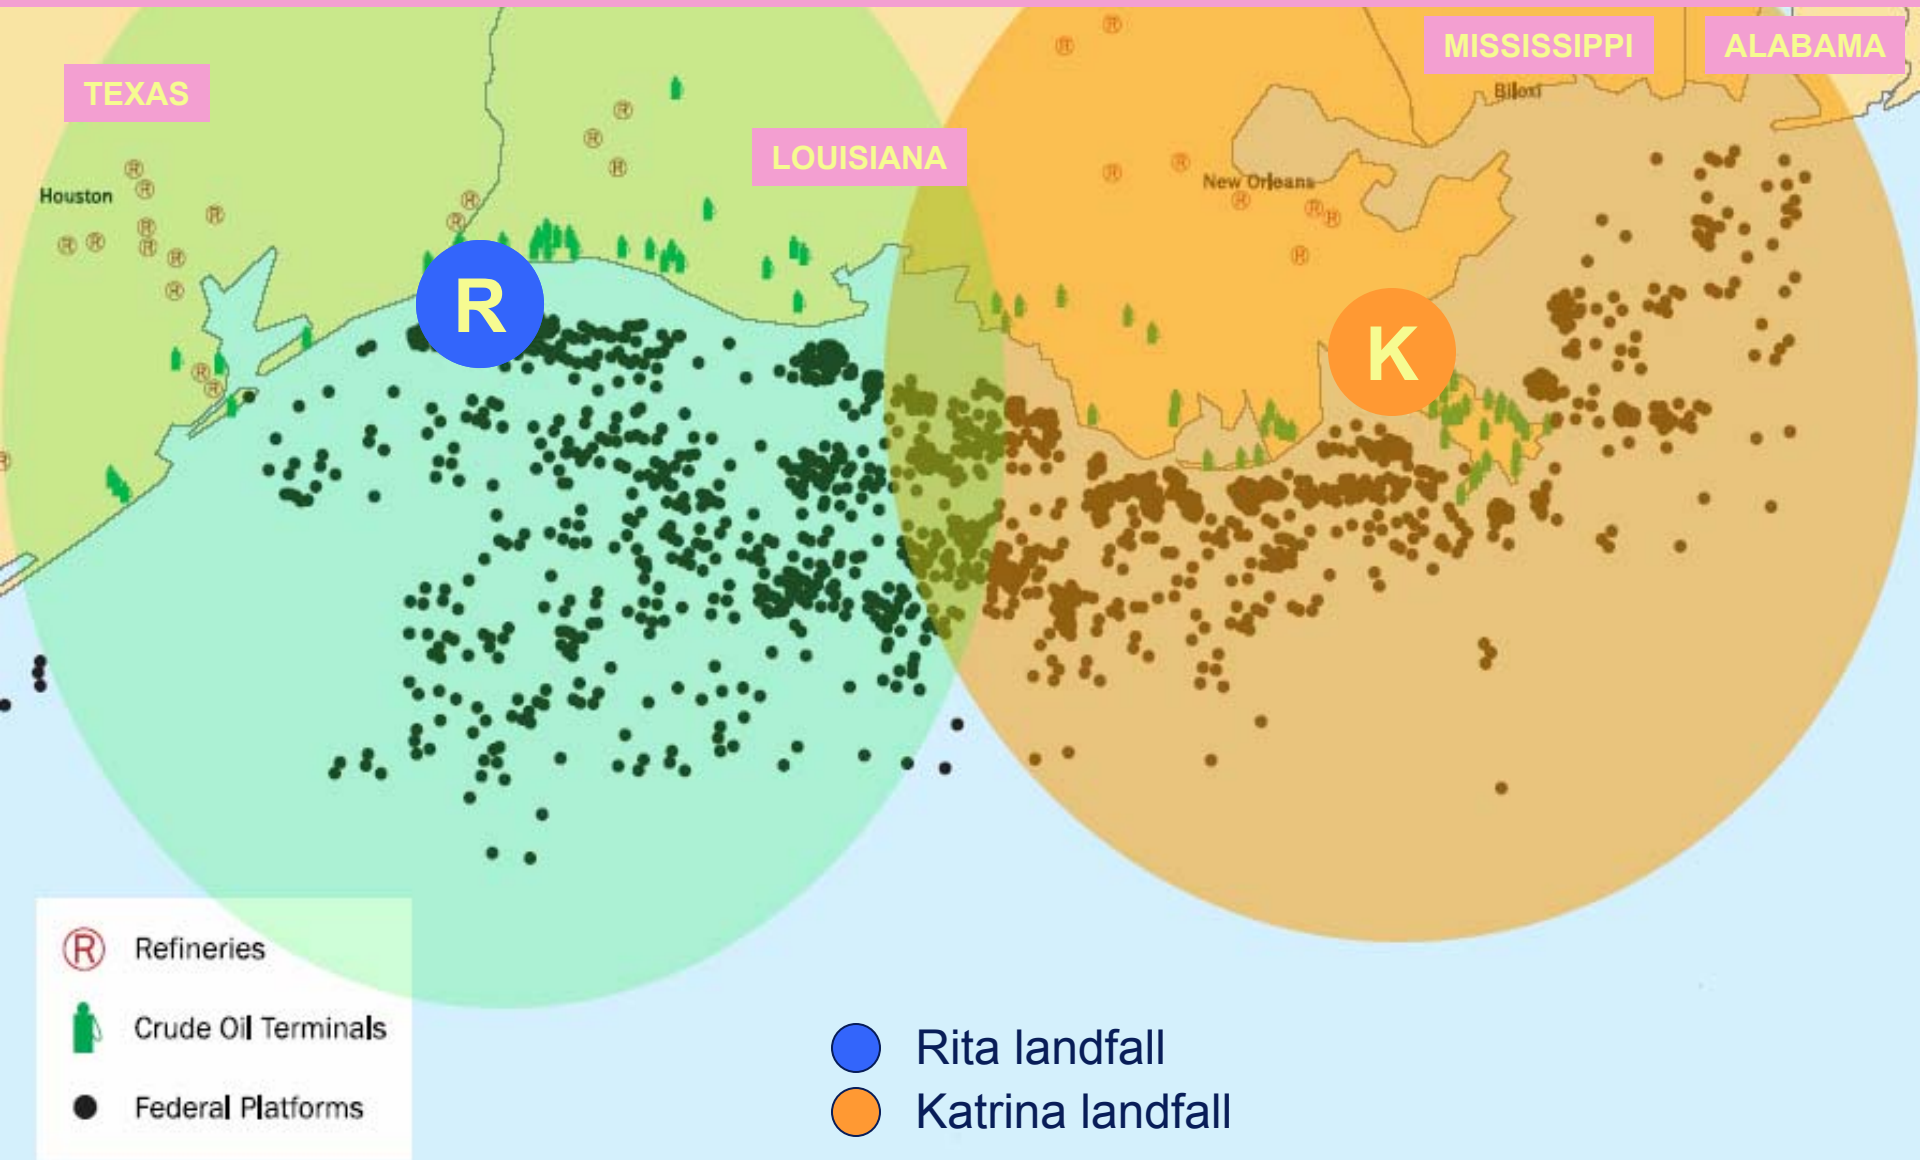 MISSISSIPPI
ALABAMA
TEXAS
Biloxi
LOUISIANA
Houston
New Orleans
R
K
R Refineries
Crude Oil Terminals
Federal Platforms
Rita landfall
Katrina landfall